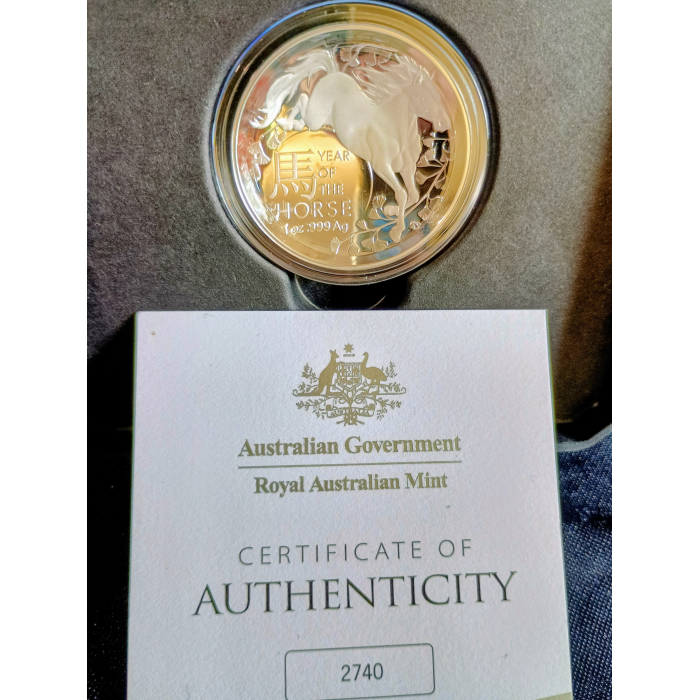 馬 YEAR
OF
THE
HORSE
1oz .999 Ag
Australian Government
Royal Australian Mint
CERTIFICATE OF
AUTHENTICITY
2740